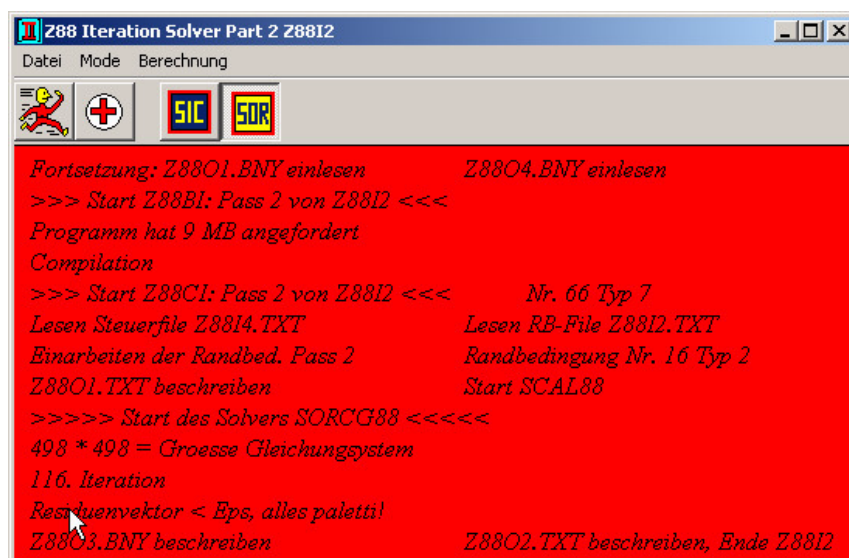 Z88 Iteration Solver Part 2 Z88I2
Datei Mode Berechnung
SIC SOR
Fortsetzung: Z88O1.BNY einlesen Z88O4.BNY einlesen
>>> Start Z88BI: Pass 2 von Z88I2 <<<
Programm hat 9 MB angefordert
Compilation
>>> Start Z88CI: Pass 2 von Z88I2 <<< Nr. 66 Typ 7
Lesen Steuerfile Z88I4.TXT Lesen RB-File Z88I2.TXT
Einarbeiten der Randbed. Pass 2 Randbedingung Nr. 16 Typ 2
Z88O1.TXT beschreiben Start SCAL88
>>>>> Start des Solvers SORCG88 <<<<<
498 * 498 = Groesse Gleichungsystem
116. Iteration
Residuenvektor < Eps, alles paletti!
Z88O3.BNY beschreiben Z88O2.TXT beschreiben, Ende Z88I2